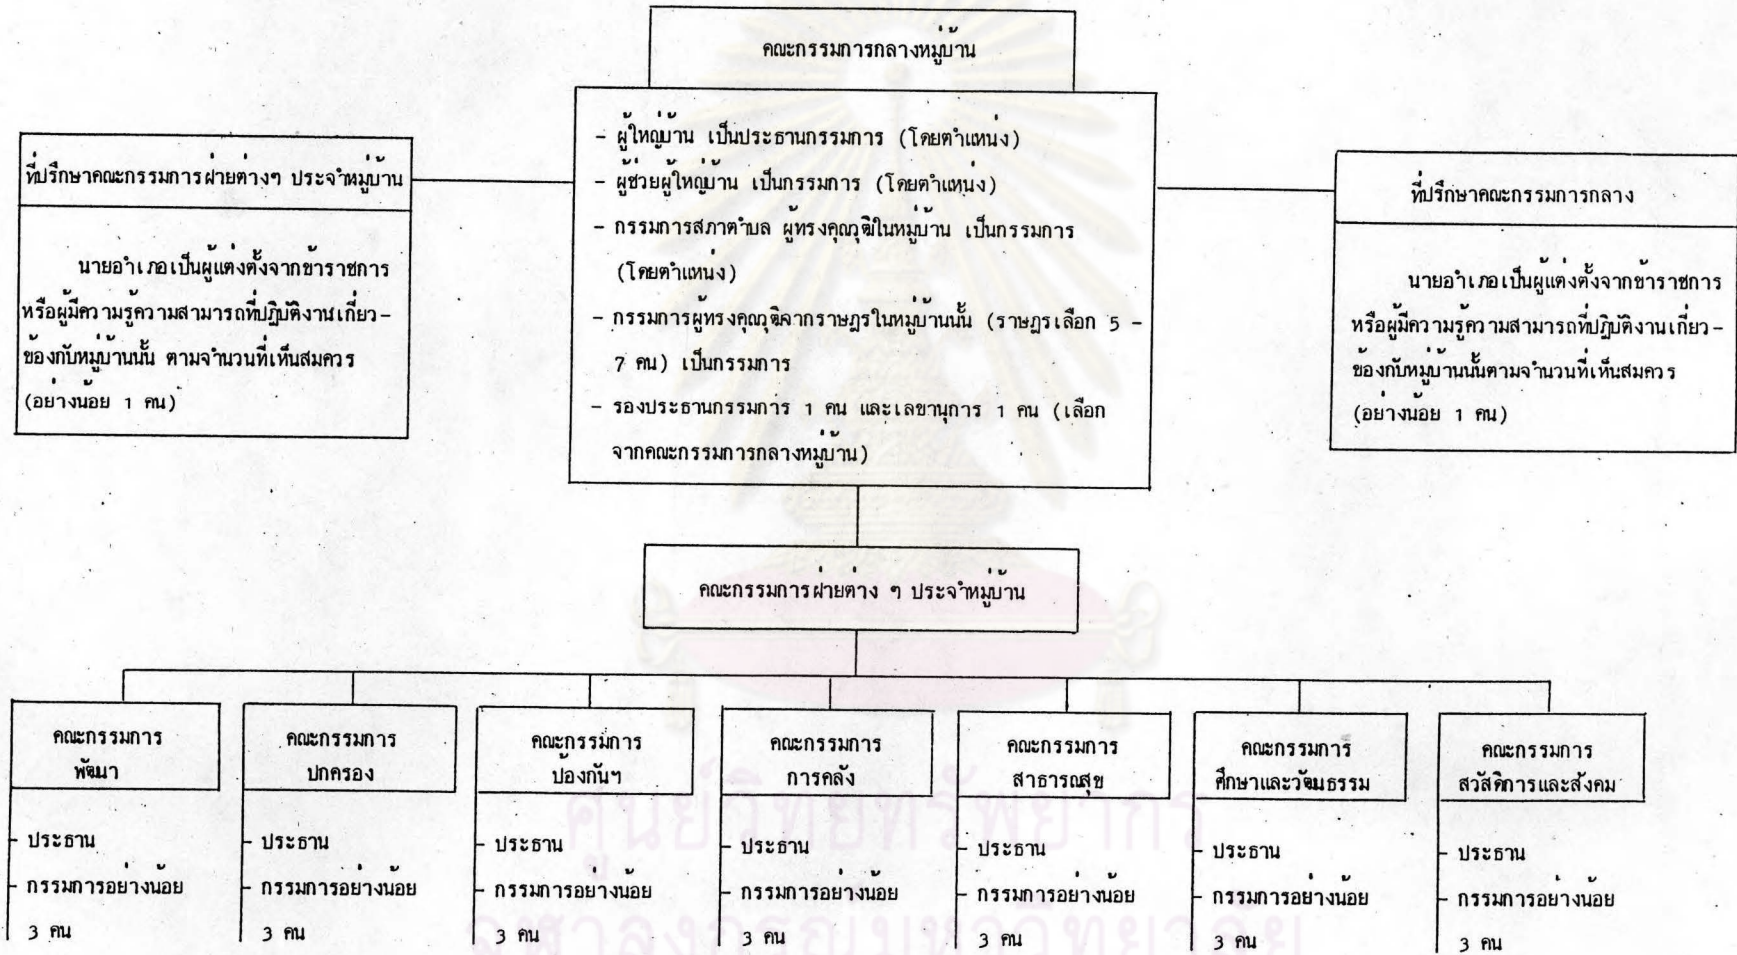 คณะกรรมการกลางหมู่บ้าน
- ผู้ใหญ่บ้าน เป็นประธานกรรมการ (โดยตำแหน่ง)
- ผู้ช่วยผู้ใหญ่บ้าน เป็นกรรมการ (โดยตำแหน่ง)
- กรรมการสภาตำบล ผู้ทรงคุณวุฒิในหมู่บ้าน เป็นกรรมการ
(โดยตำแหน่ง)
- กรรมการผู้ทรงคุณวุฒิจากราษฎรในหมู่บ้านนั้น (ราษฎรเลือก 5 -
7 คน) เป็นกรรมการ
- รองประธานกรรมการ 1 คน และเลขานุการ 1 คน (เลือก
จากคณะกรรมการกลางหมู่บ้าน)
ที่ปรึกษาคณะกรรมการฝ่ายต่างๆ ประจำหมู่บ้าน
นายอำเภอเป็นผู้แต่งตั้งจากข้าราชการ
หรือผู้มีความรู้ความสามารถที่ปฏิบัติงานเกี่ยว-
ข้องกับหมู่บ้านนั้น ตามจำนวนที่เห็นสมควร
(อย่างน้อย 1 คน)
ที่ปรึกษาคณะกรรมการกลาง
นายอำเภอเป็นผู้แต่งตั้งจากข้าราชการ
หรือผู้มีความรู้ความสามารถที่ปฏิบัติงานเกี่ยว-
ข้องกับหมู่บ้านนั้นตามจำนวนที่เห็นสมควร
(อย่างน้อย 1 คน)
คณะกรรมการฝ่ายต่าง ๆ ประจำหมู่บ้าน
คณะกรรมการ
พัฒนา
- ประธาน
- กรรมการอย่างน้อย
3 คน
คณะกรรมการ
ปกครอง
- ประธาน
- กรรมการอย่างน้อย
3 คน
คณะกรรมการ
ป้องกันฯ
- ประธาน
- กรรมการอย่างน้อย
3 คน
คณะกรรมการ
การคลัง
- ประธาน
- กรรมการอย่างน้อย
3 คน
คณะกรรมการ
สาธารณสุข
- ประธาน
- กรรมการอย่างน้อย
3 คน
คณะกรรมการ
ศึกษาและวัฒนธรรม
- ประธาน
- กรรมการอย่างน้อย
3 คน
คณะกรรมการ
สวัสดิการและสังคม
- ประธาน
- กรรมการอย่างน้อย
3 คน
ศูนย์วิทยทรัพยากร
จุฬาลงกรณ์มหาวิทยาลัย